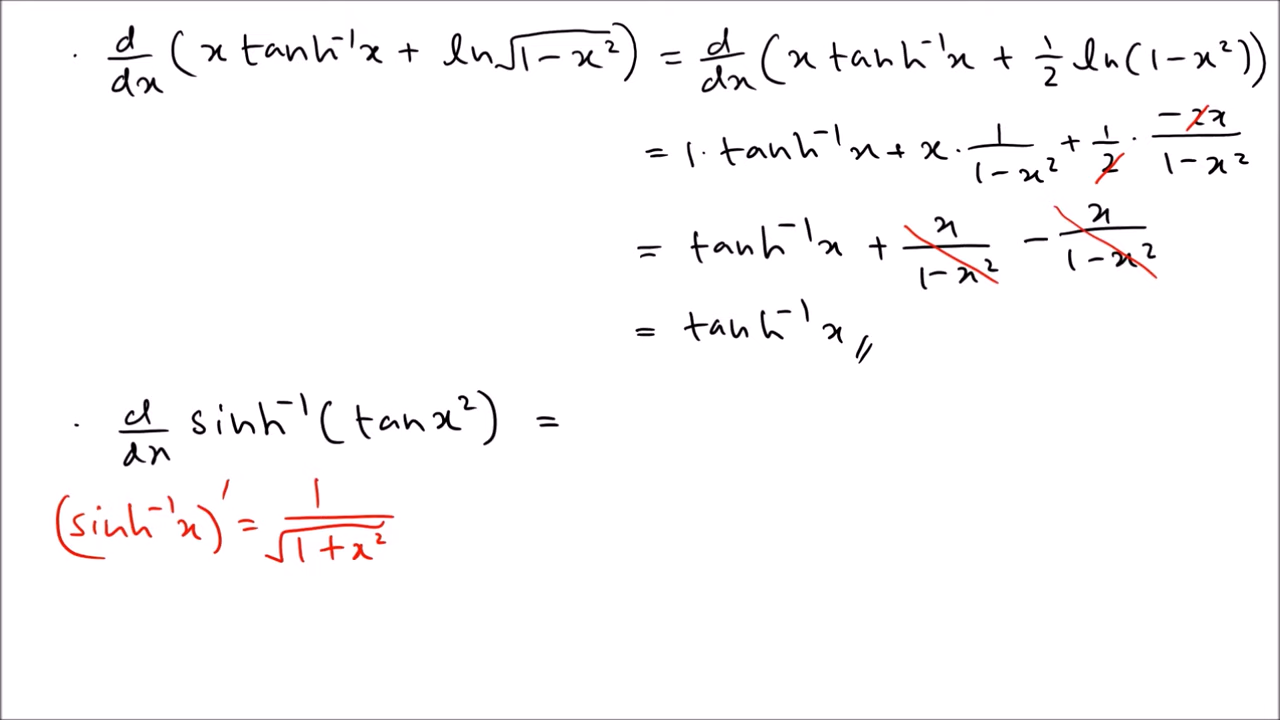 · d/dx (x tanh⁻¹x + ln√(1-x²)) = d/dx (x tanh⁻¹x + 1/2 ln(1-x²))
= 1· tanh⁻¹x + x · 1/(1-x²) + 1/2 · -2x/(1-x²)
= tanh⁻¹x + x/(1-x²) - x/(1-x²)
= tanh⁻¹x //
· d/dx sinh⁻¹(tan x²) =
(sinh⁻¹x)' = 1/√(1+x²)